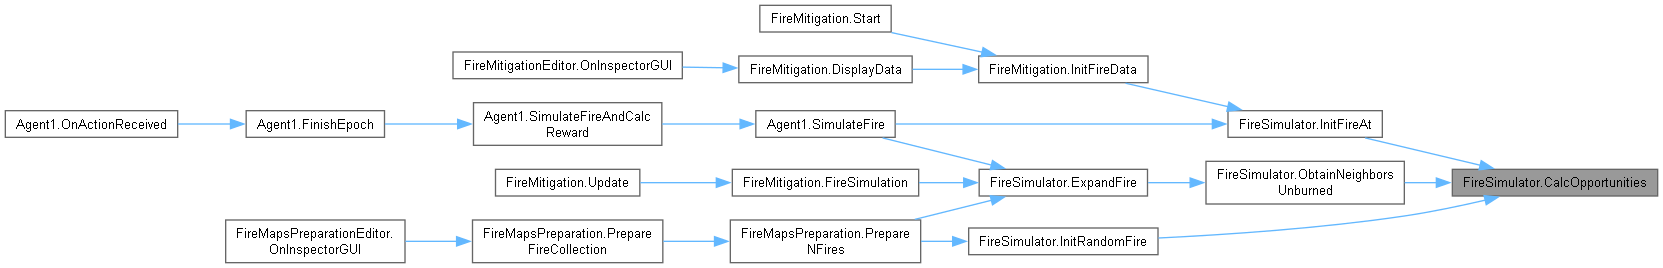 FireMitigation.Start
FireMitigationEditor.OnInspectorGUI
FireMitigation.DisplayData
FireMitigation.InitFireData
Agent1.OnActionReceived
Agent1.FinishEpoch
Agent1.SimulateFireAndCalc
Reward
Agent1.SimulateFire
FireSimulator.InitFireAt
FireMitigation.Update
FireMitigation.FireSimulation
FireSimulator.ExpandFire
FireSimulator.ObtainNeighbors
Unburned
FireSimulator.CalcOpportunities
FireMapsPreparationEditor.
OnInspectorGUI
FireMapsPreparation.Prepare
FireCollection
FireMapsPreparation.Prepare
NFires
FireSimulator.InitRandomFire